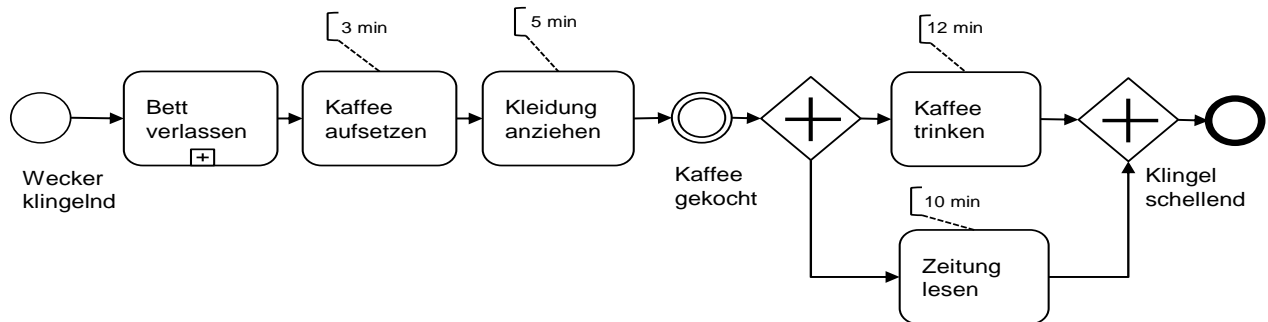 3 min
5 min
12 min
Bett
verlassen
Kaffee
aufsetzen
Kleidung
anziehen
Kaffee
trinken
Wecker
klingelnd
Kaffee
gekocht
Klingel
schellend
10 min
Zeitung
lesen